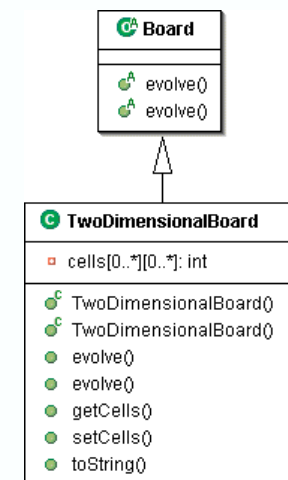 Board
evolve()
evolve()
TwoDimensionalBoard
cells[0..*][0..*]: int
TwoDimensionalBoard()
TwoDimensionalBoard()
evolve()
evolve()
getCells()
setCells()
toString()